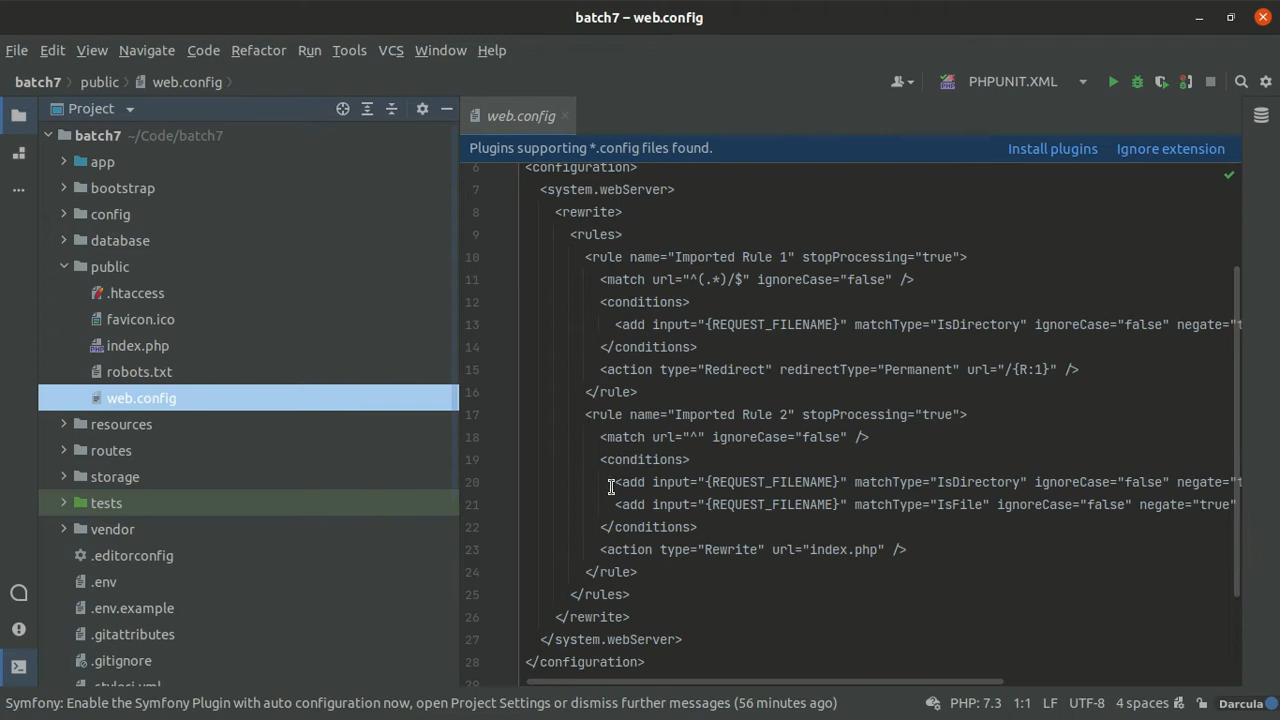 batch7 – web.config
File Edit View Navigate Code Refactor Run Tools VCS Window Help
batch7 public web.config PHPUNIT.XML
Project web.config
batch7 ~/Code/batch7
app
bootstrap
config
database
public
.htaccess
favicon.ico
index.php
robots.txt
web.config
resources
routes
storage
tests
vendor
.editorconfig
.env
.env.example
.gitattributes
.gitignore
Plugins supporting *.config files found. Install plugins Ignore extension
6 <configuration>
7 <system.webServer>
8 <rewrite>
9 <rules>
10 <rule name="Imported Rule 1" stopProcessing="true">
11 <match url="^(.*)/$" ignoreCase="false" />
12 <conditions>
13 <add input="{REQUEST_FILENAME}" matchType="IsDirectory" ignoreCase="false" negate="t
14 </conditions>
15 <action type="Redirect" redirectType="Permanent" url="/{R:1}" />
16 </rule>
17 <rule name="Imported Rule 2" stopProcessing="true">
18 <match url="^" ignoreCase="false" />
19 <conditions>
20 <add input="{REQUEST_FILENAME}" matchType="IsDirectory" ignoreCase="false" negate="t
21 <add input="{REQUEST_FILENAME}" matchType="IsFile" ignoreCase="false" negate="true"
22 </conditions>
23 <action type="Rewrite" url="index.php" />
24 </rule>
25 </rules>
26 </rewrite>
27 </system.webServer>
28 </configuration>
Symfony: Enable the Symfony Plugin with auto configuration now, open Project Settings or dismiss further messages (56 minutes ago) PHP: 7.3 1:1 LF UTF-8 4 spaces Darcula